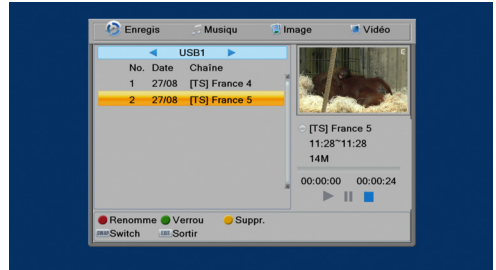 Enregis Musiqu Image Vidéo
USB1
No. Date Chaîne
1 27/08 [TS] France 4
2 27/08 [TS] France 5
[TS] France 5
11:28~11:28
14M
00:00:00 00:00:24
Renomme Verrou Suppr.
Switch EXIT Sortir